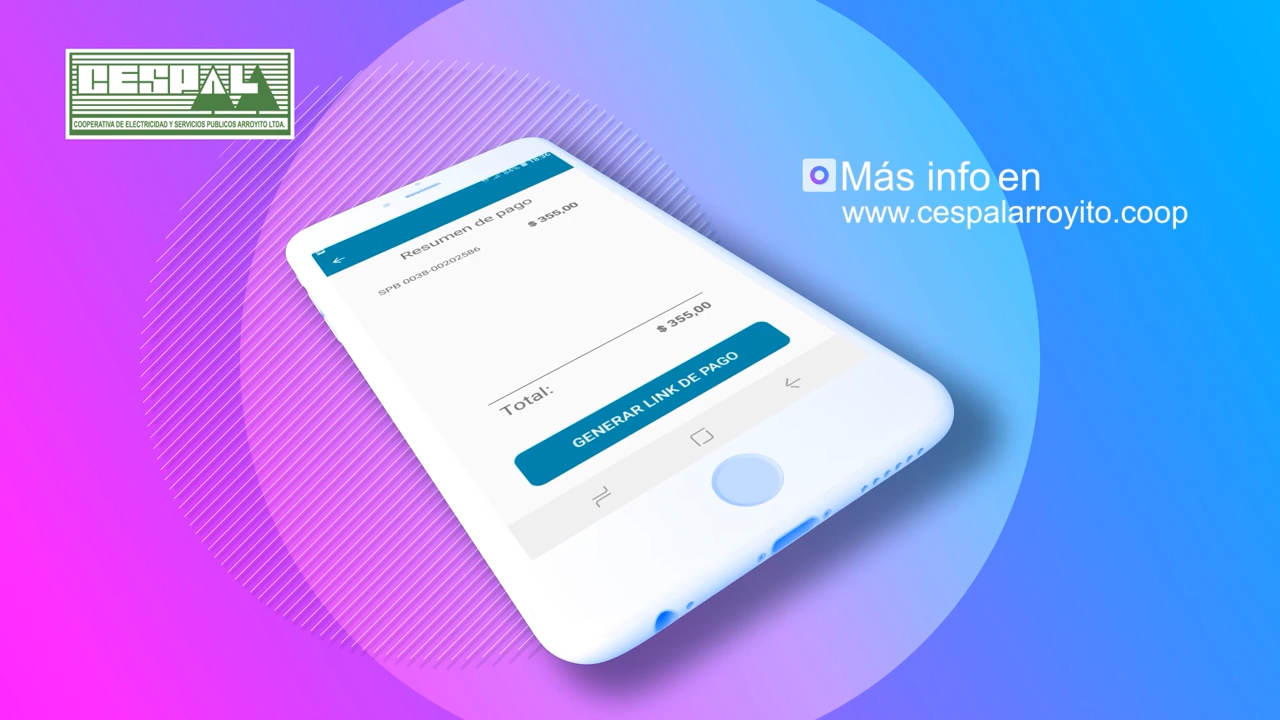 CESPAL
COOPERATIVA DE ELECTRICIDAD Y SERVICIOS PUBLICOS ARROYITO LTDA.
Más info en
www.cespalarroyito.coop
Resumen de pago
SPB 0038-00202586
$ 355,00
Total:
$ 355,00
GENERAR LINK DE PAGO